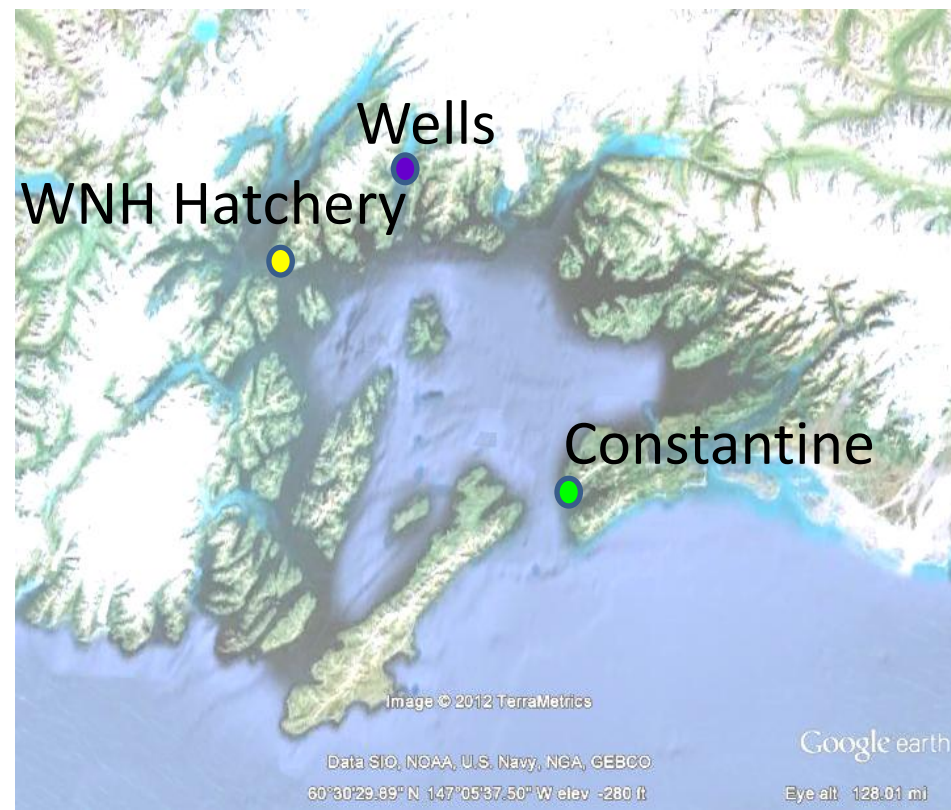 Wells
WNH Hatchery
Constantine
Image © 2012 TerraMetrics
Google earth
Data SIO, NOAA, U.S. Navy, NGA, GEBCO
60°30'29.89" N 147°05'37.50" W elev -280 ft
Eye alt 128.01 mi